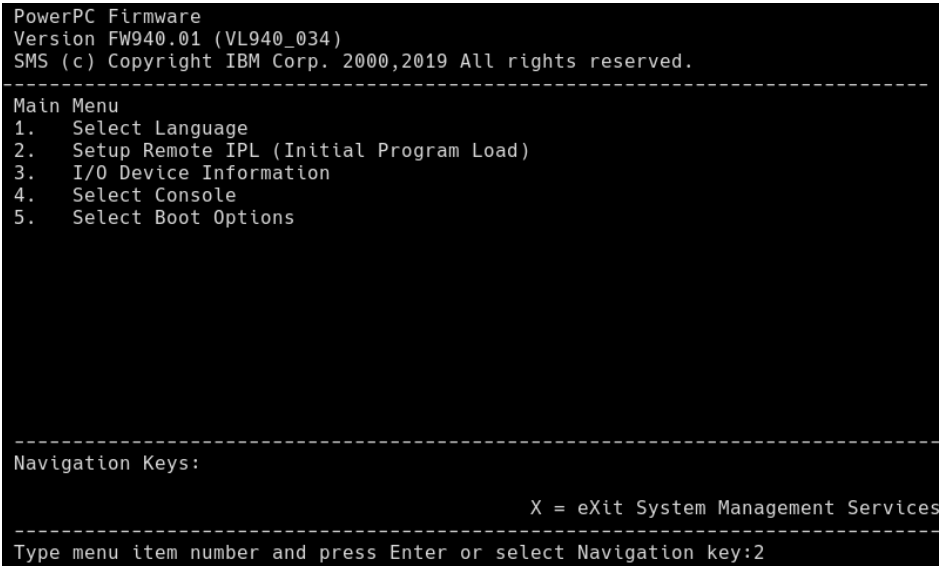 PowerPC Firmware
Version FW940.01 (VL940_034)
SMS (c) Copyright IBM Corp. 2000,2019 All rights reserved.
-------------------------------------------------------------------------------
Main Menu
1.   Select Language
2.   Setup Remote IPL (Initial Program Load)
3.   I/O Device Information
4.   Select Console
5.   Select Boot Options
-------------------------------------------------------------------------------
Navigation Keys:
X = eXit System Management Services
-------------------------------------------------------------------------------
Type menu item number and press Enter or select Navigation key:2